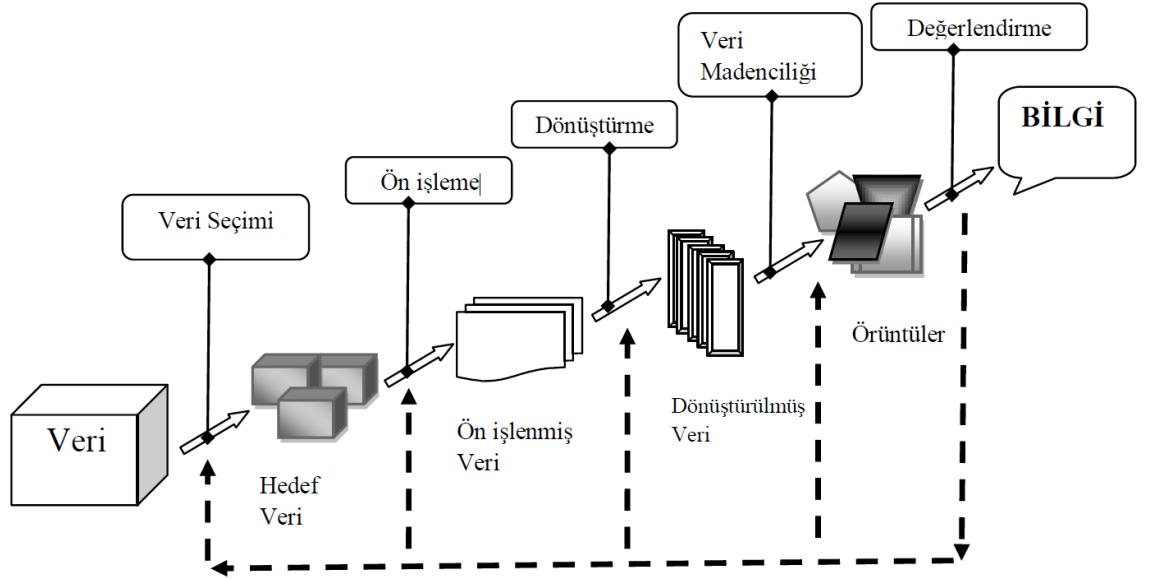 Değerlendirme
Veri
Madenciliği
BİLGİ
Dönüştürme
Ön işleme
Veri Seçimi
Örüntüler
Dönüştürülmüş
Veri
Ön işlenmiş
Veri
Veri
Hedef
Veri